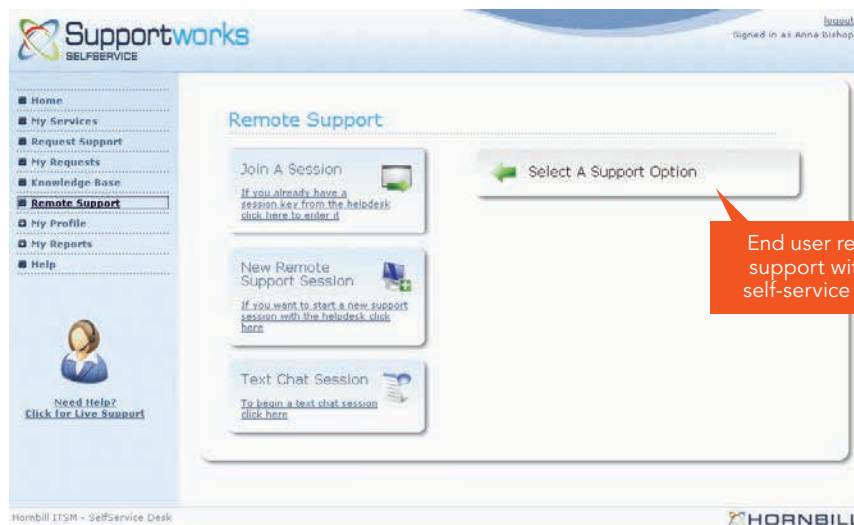 Supportworks
SELFSERVICE
logout
Signed in as Anna Bishop
Home
My Services
Request Support
My Requests
Knowledge Base
Remote Support
My Profile
My Reports
Help
Need Help?
Click for Live Support
Remote Support
Join A Session
If you already have a
session key from the helpdesk
click here to enter it
New Remote
Support Session
If you want to start a new support
session with the helpdesk click
here
Text Chat Session
To begin a text chat session
click here
Select A Support Option
End user re
support wit
self-service
Hornbill ITSM - SelfService Desk
HORNBILL